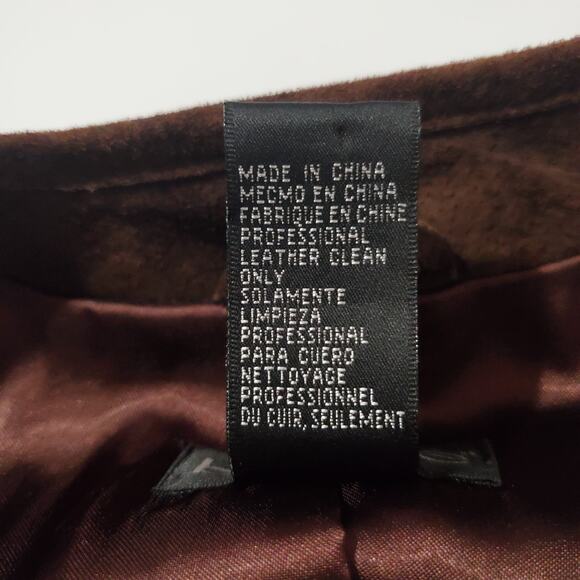 MADE IN CHINA
MECMO EN CHINA
FABRIQUE EN CHINE
PROFESSIONAL
LEATHER CLEAN
ONLY
SOLAMENTE
LIMPIEZA
PROFESSIONAL
PARA CUERO
NETTOYAGE
PROFESSIONNEL
DU CUIR, SEULEMENT